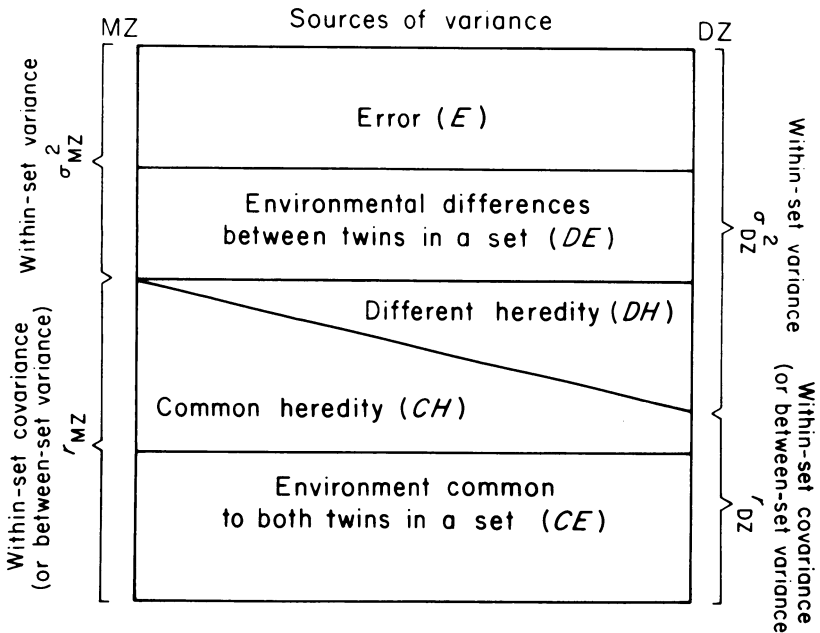 Sources of variance
MZ
DZ
Within-set variance
σ²MZ
Within-set covariance
(or between-set variance)
rMZ
Error (E)
Environmental differences
between twins in a set (DE)
Different heredity (DH)
Common heredity (CH)
Environment common
to both twins in a set (CE)
Within-set variance
σ²DZ
Within-set covariance
(or between-set variance
rDZ